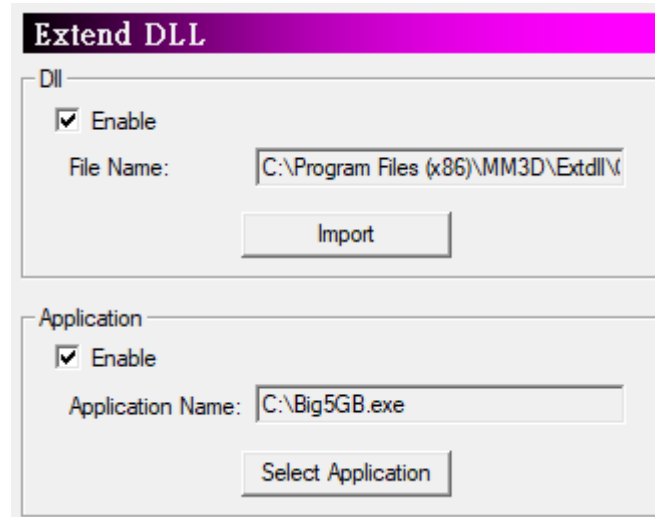 Extend DLL
Dll
Enable
File Name: C:\Program Files (x86)\MM3D\Extdll\
Import
Application
Enable
Application Name: C:\Big5GB.exe
Select Application